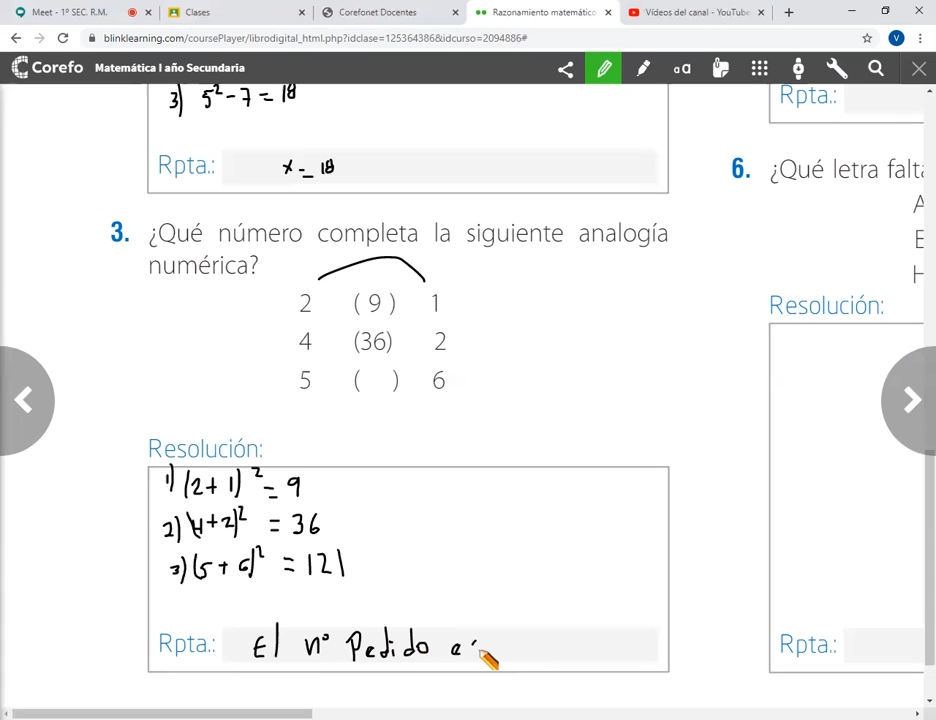 Meet - 1º SEC. R.M.
Clases
Corefonet Docentes
Razonamiento matemático
Vídeos del canal - YouTube
blinklearning.com/coursePlayer/librodigital_html.php?idclase=125364386&idcurso=2094886#
V
Corefo
Matemática I año Secundaria
aa
3) 5² - 7 = 18
Rpta.: x = 18
3. ¿Qué número completa la siguiente analogía
numérica?
2 ( 9 ) 1
4 (36) 2
5 ( ) 6
Resolución:
1) (2 + 1)² = 9
2) (4 + 2)² = 36
3) (5 + 6)² = 121
Rpta.: El nº Pedido e
Rpta.:
6. ¿Qué letra falta
A
E
H
Resolución:
Rpta.: